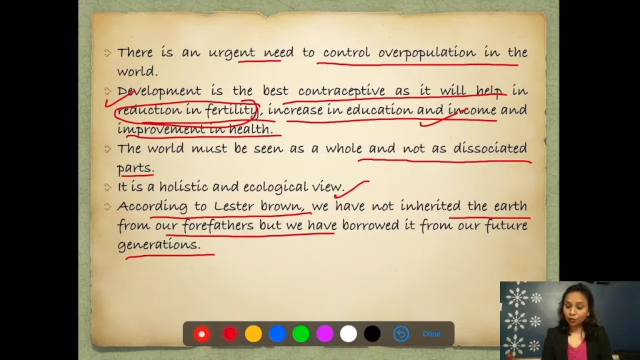 There is an urgent need to control overpopulation in the
world.
Development is the best contraceptive as it will help in
reduction in fertility, increase in education and income and
improvement in health.
The world must be seen as a whole and not as dissociated
parts.
It is a holistic and ecological view.
According to Lester brown, we have not inherited the earth
from our forefathers but we have borrowed it from our future
generations.
Done